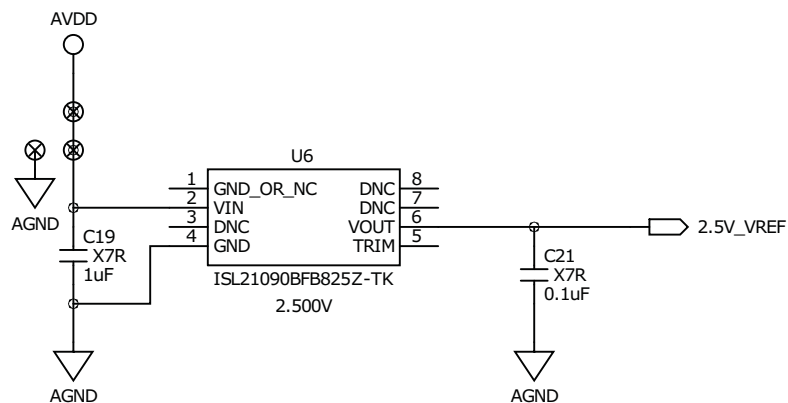 AVDD
U6
1 GND_OR_NC DNC 8
2 VIN DNC 7
3 DNC VOUT 6
4 GND TRIM 5
2.5V_VREF
AGND
C19
X7R
1uF
ISL21090BFB825Z-TK
2.500V
C21
X7R
0.1uF
AGND
AGND